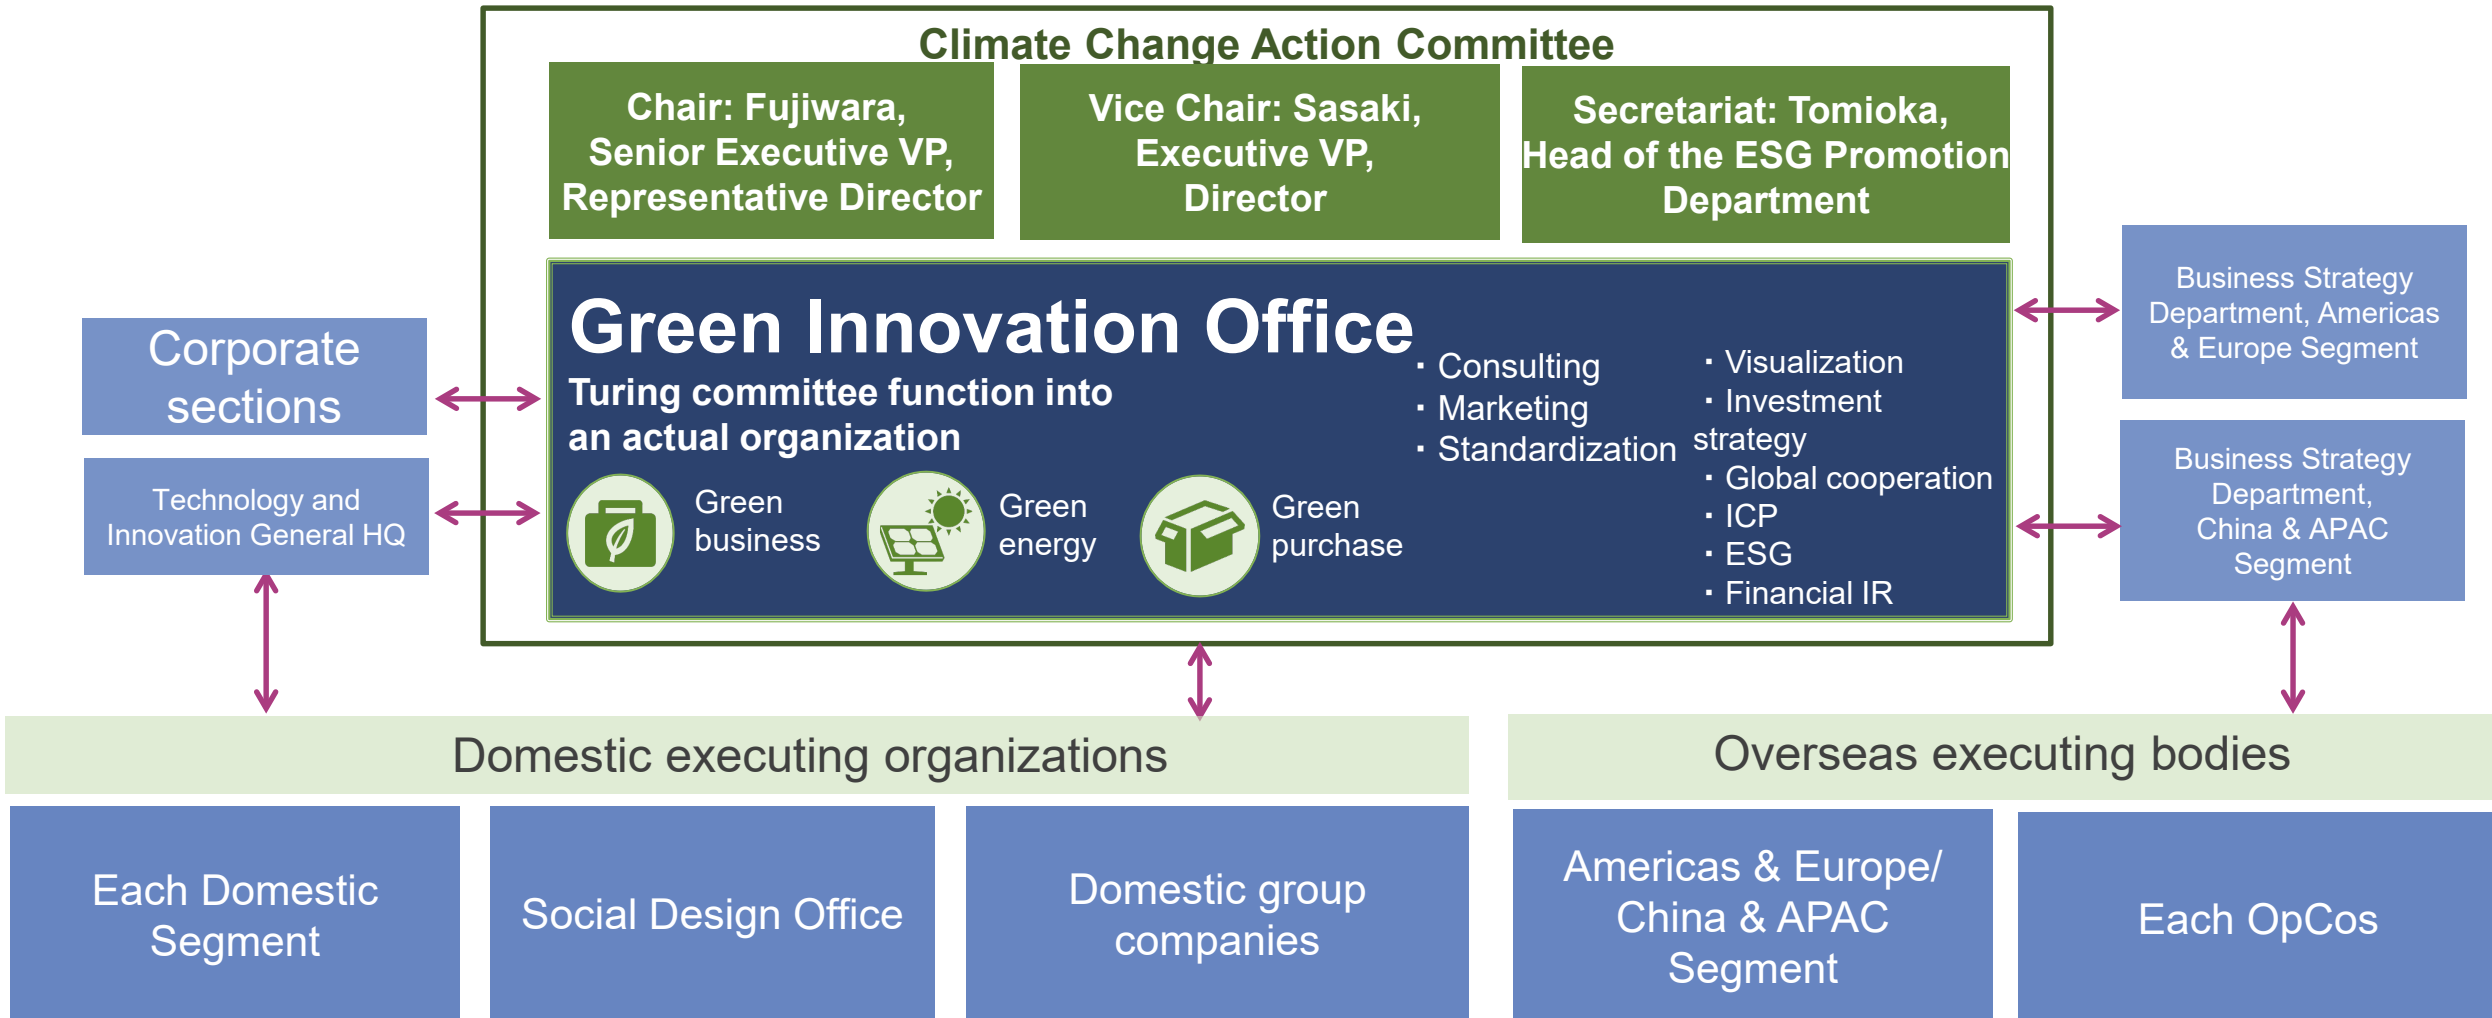 Climate Change Action Committee
Chair: Fujiwara,
Senior Executive VP,
Representative Director
Vice Chair: Sasaki,
Executive VP,
Director
Secretariat: Tomioka,
Head of the ESG Promotion
Department
Corporate
sections
Technology and
Innovation General HQ
Green Innovation Office
Turing committee function into
an actual organization
Green
business
Green
energy
Green
purchase
・Consulting
・Marketing
・Standardization
・Visualization
・Investment
strategy
・Global cooperation
・ICP
・ESG
・Financial IR
Business Strategy
Department, Americas
& Europe Segment
Business Strategy
Department,
China & APAC
Segment
Domestic executing organizations
Each Domestic
Segment
Social Design Office
Domestic group
companies
Overseas executing bodies
Americas & Europe/
China & APAC
Segment
Each OpCos